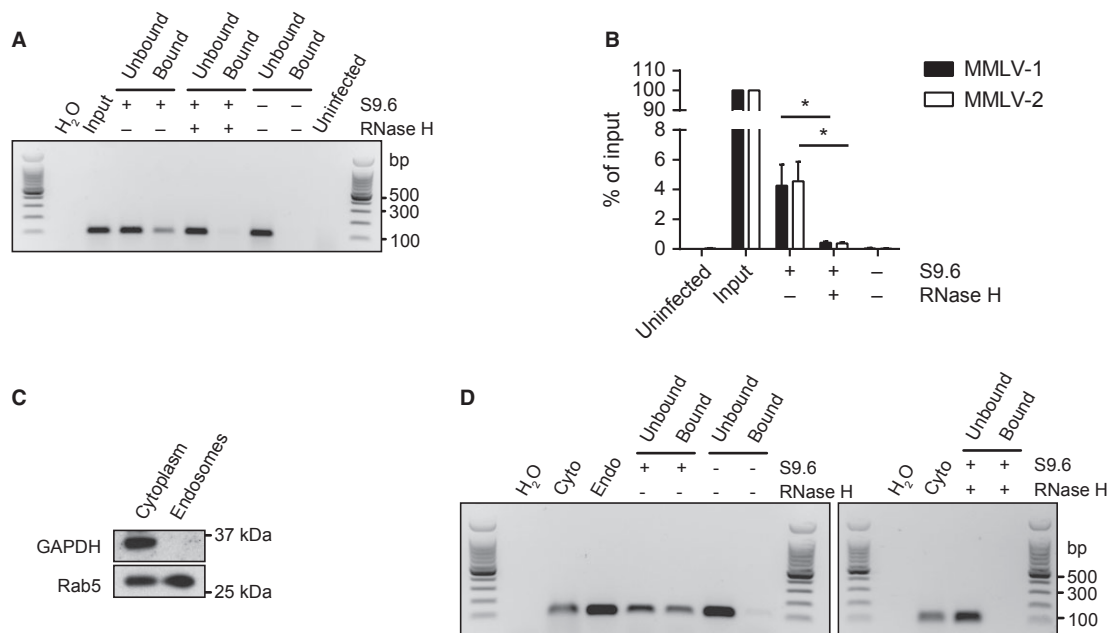 A
H2O
Input
Unbound
Bound
Unbound
Bound
Unbound
Bound
Uninfected
+ + + + – – S9.6
– – + + – – RNase H
bp
500
300
100
B
110
100
90
8
6
4
2
0
% of input
* 
*
MMLV-1
MMLV-2
Uninfected
Input
+ + – S9.6
– + – RNase H
C
Cytoplasm
Endosomes
GAPDH
37 kDa
Rab5
25 kDa
D
H2O
Cyto
Endo
Unbound
Bound
Unbound
Bound
+ + - - S9.6
- - - - RNase H
H2O
Cyto
Unbound
Bound
+ + S9.6
+ + RNase H
bp
500
300
100